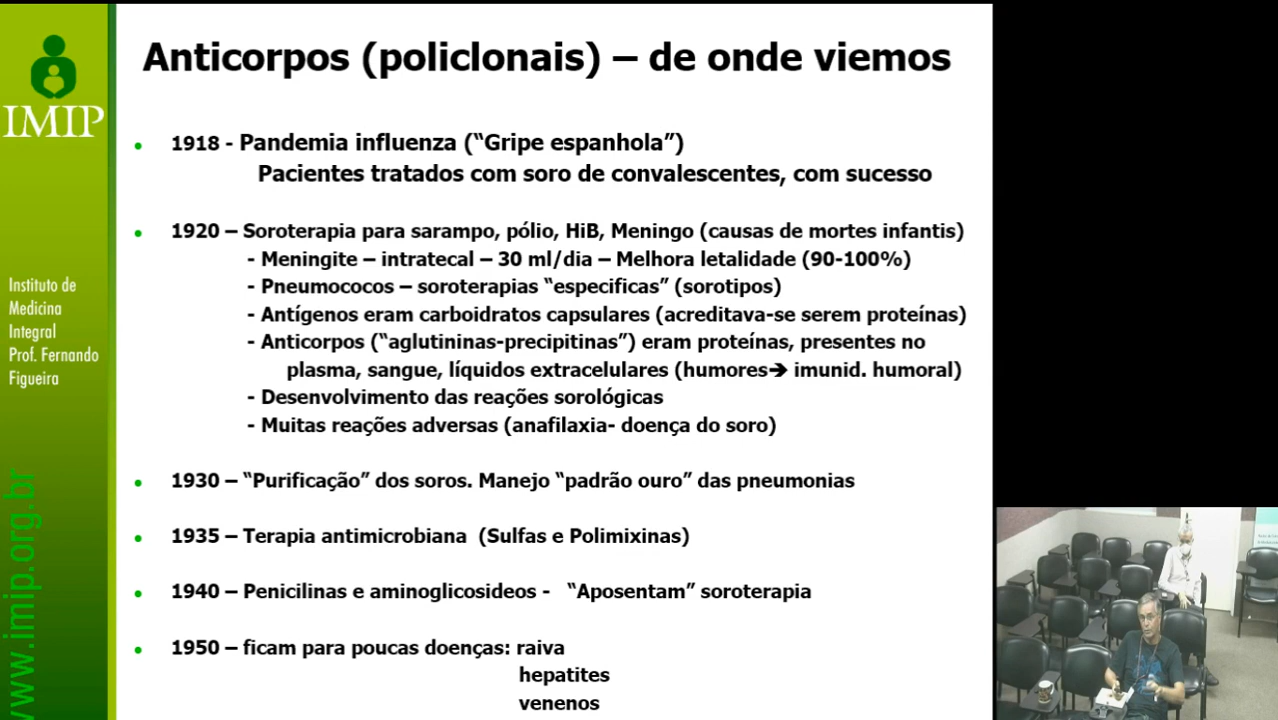 Anticorpos (policlonais) – de onde viemos
IMIP
1918 - Pandemia influenza (“Gripe espanhola”)
Pacientes tratados com soro de convalescentes, com sucesso
1920 – Soroterapia para sarampo, pólio, HiB, Meningo (causas de mortes infantis)
- Meningite – intratecal – 30 ml/dia – Melhora letalidade (90-100%)
- Pneumococos – soroterapias “especificas” (sorotipos)
- Antígenos eram carboidratos capsulares (acreditava-se serem proteínas)
- Anticorpos (“aglutininas-precipitinas”) eram proteínas, presentes no
plasma, sangue, líquidos extracelulares (humores➔ imunid. humoral)
- Desenvolvimento das reações sorológicas
- Muitas reações adversas (anafilaxia- doença do soro)
1930 – “Purificação” dos soros. Manejo “padrão ouro” das pneumonias
1935 – Terapia antimicrobiana (Sulfas e Polimixinas)
1940 – Penicilinas e aminoglicosideos - “Aposentam” soroterapia
1950 – ficam para poucas doenças: raiva
hepatites
venenos
Instituto de
Medicina
Integral
Prof. Fernando
Figueira
www.imip.org.br